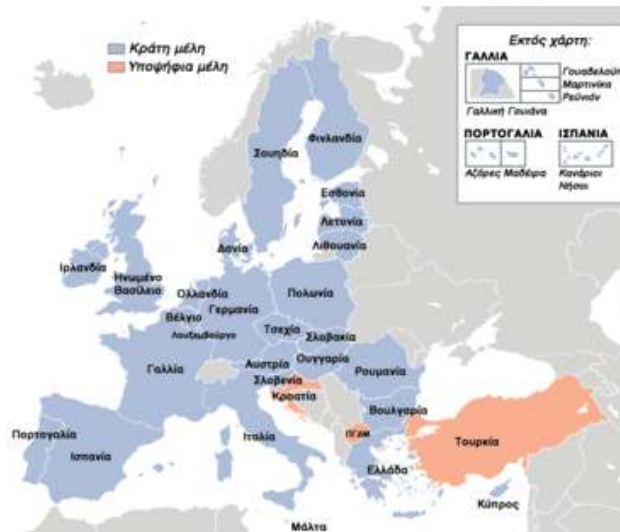 Κράτη μέλη
Υποψήφια μέλη
Εκτός χάρτη:
ΓΑΛΛΙΑ
Γουαδελούπη
Μαρτινίκα
Ρεϋνιόν
Γαλλική Γουιάνα
ΠΟΡΤΟΓΑΛΙΑ
ΙΣΠΑΝΙΑ
Αζόρες Μαδέιρα
Κανάριοι
Νήσοι
Φινλανδία
Σουηδία
Εσθονία
Λετονία
Λιθουανία
Δανία
Ιρλανδία
Ηνωμένο
Βασίλειο
Ολλανδία
Πολωνία
Βέλγιο
Γερμανία
Λουξεμβούργο
Τσεχία
Σλοβακία
Γαλλία
Αυστρία
Ουγγαρία
Ρουμανία
Σλοβενία
Κροατία
Βουλγαρία
Πορτογαλία
Ισπανία
Ιταλία
ΠΓΔΜ
Τουρκία
Ελλάδα
Κύπρος
Μάλτα